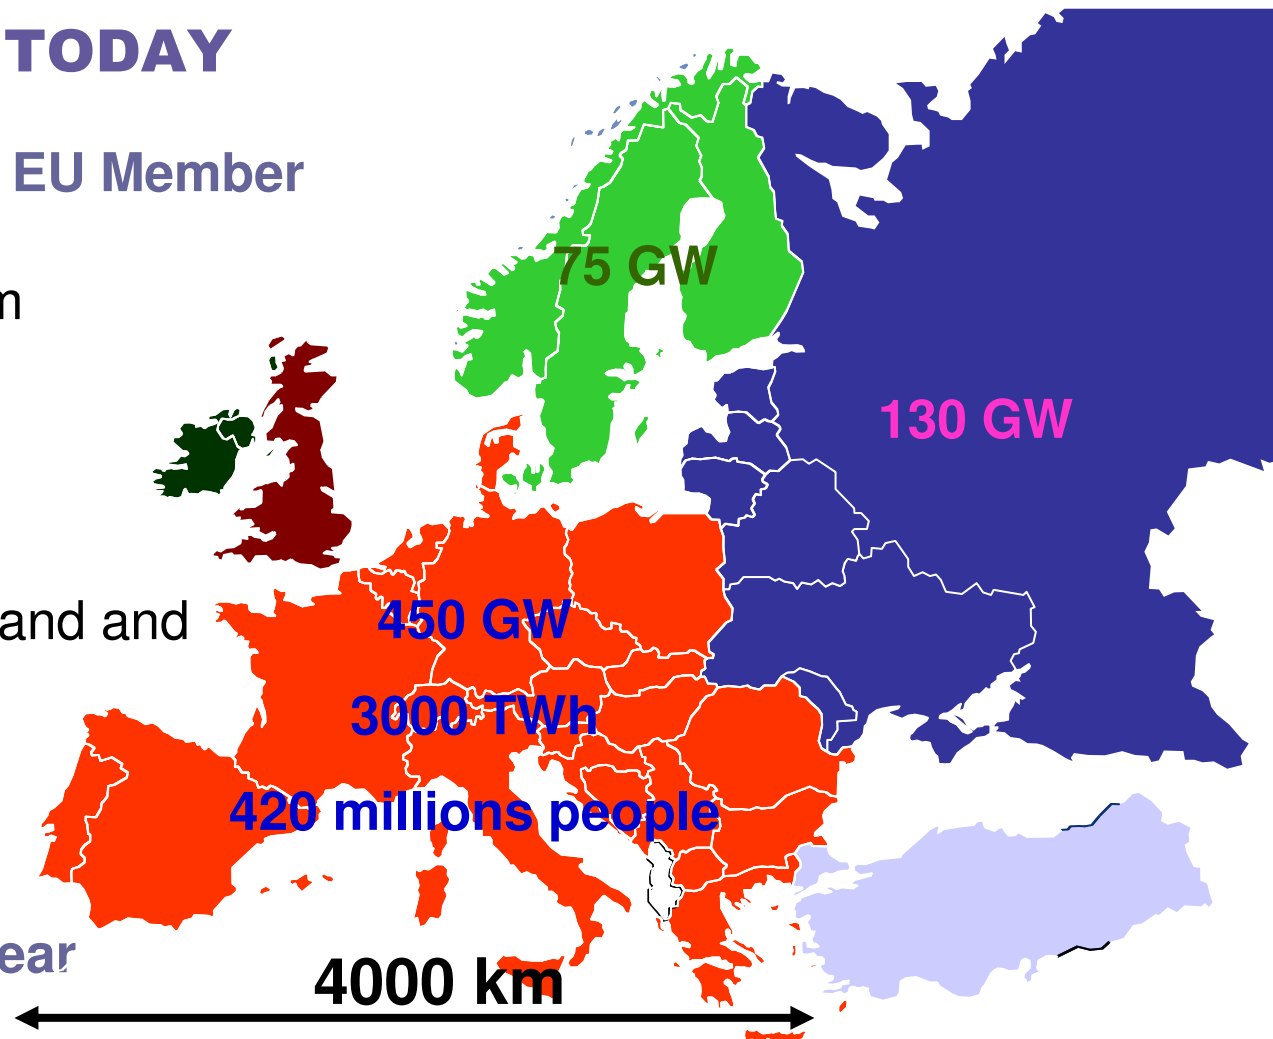 TODAY
EU Member
m
75 GW
130 GW
and and
450 GW
3000 TWh
420 millions people
ear
4000 km